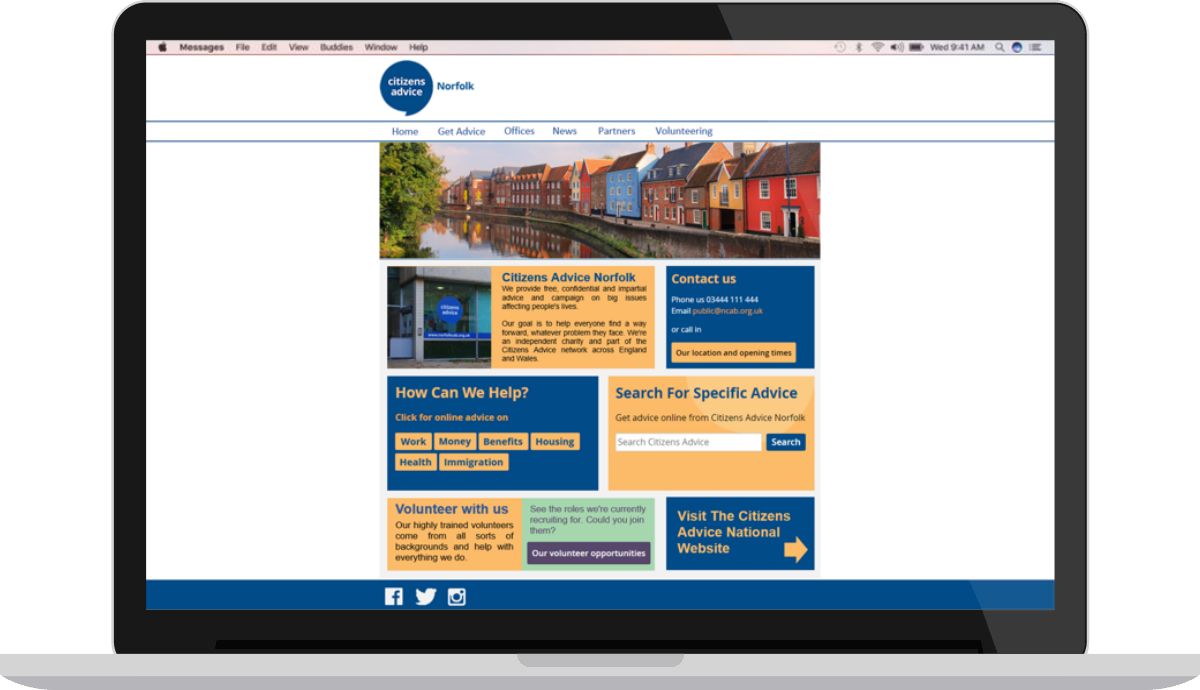 Messages File Edit View Buddies Window Help Wed 9:41 AM
citizens
advice
Norfolk
Home Get Advice Offices News Partners Volunteering
citizens
advice
www.norfolkcab.org.uk
Citizens Advice Norfolk
We provide free, confidential and impartial
advice and campaign on big issues
affecting people's lives.
Our goal is to help everyone find a way
forward, whatever problem they face. We're
an independent charity and part of the
Citizens Advice network across England
and Wales.
Contact us
Phone us 03444 111 444
Email public@ncab.org.uk
or call in
Our location and opening times
How Can We Help?
Click for online advice on
Work Money Benefits Housing
Health Immigration
Search For Specific Advice
Get advice online from Citizens Advice Norfolk
Search Citizens Advice Search
Volunteer with us
Our highly trained volunteers
come from all sorts of
backgrounds and help with
everything we do.
See the roles we're currently
recruiting for. Could you join
them?
Our volunteer opportunities
Visit The Citizens
Advice National
Website